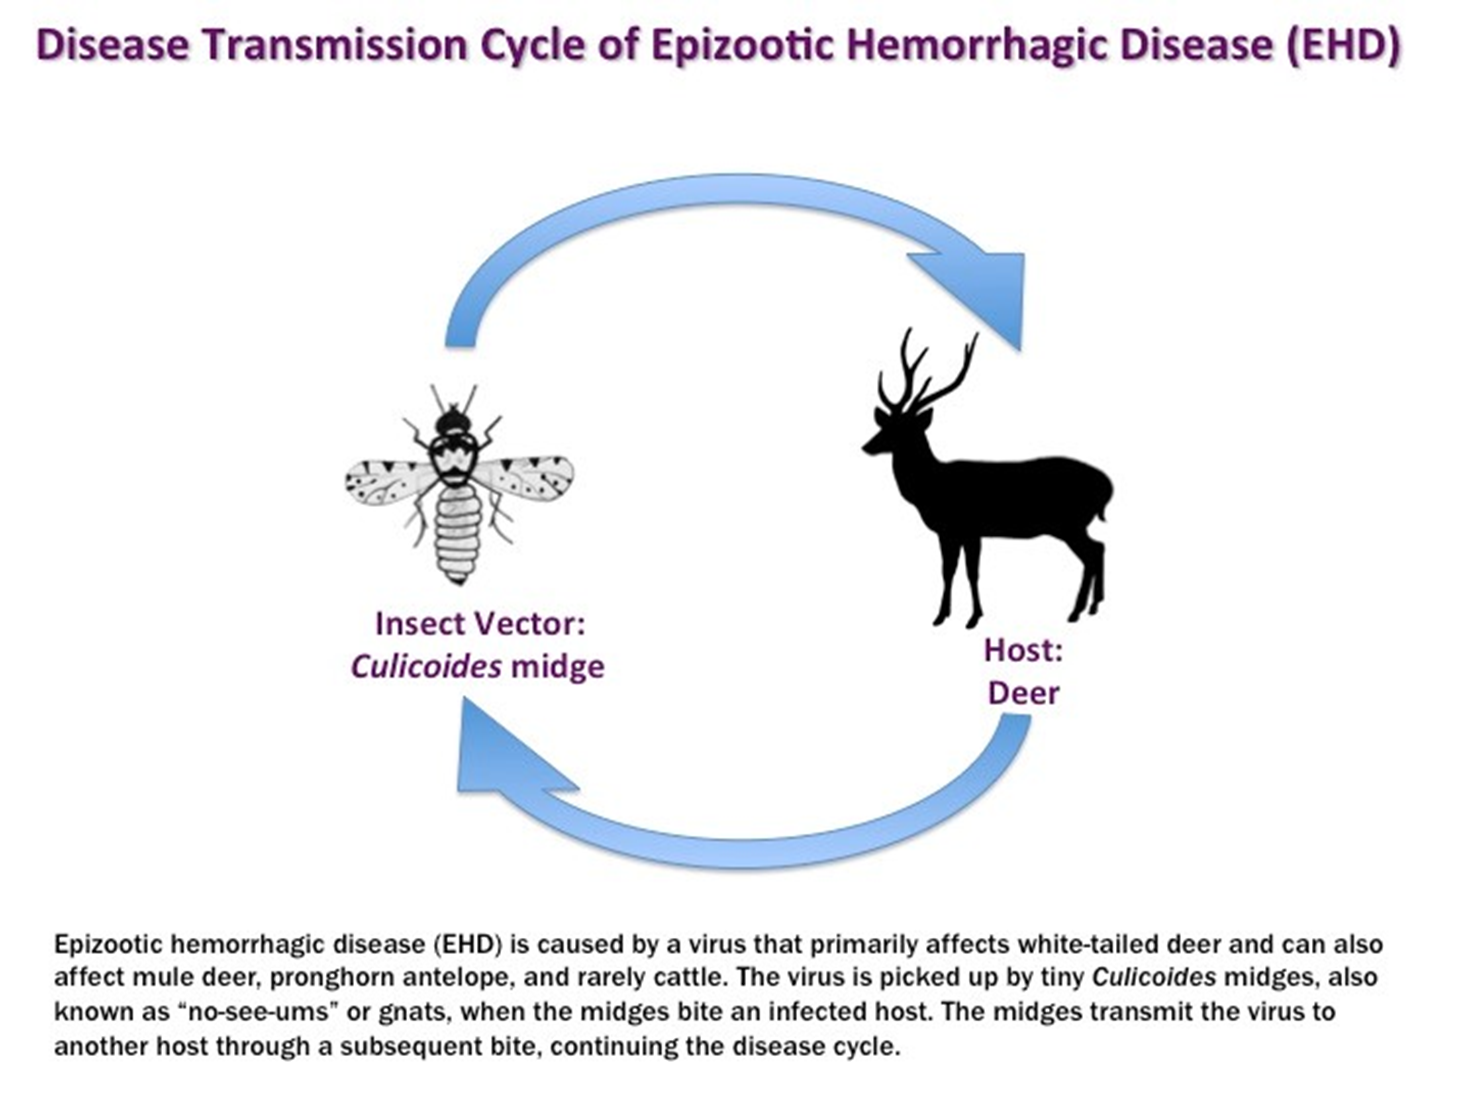 Disease Transmission Cycle of Epizootic Hemorrhagic Disease (EHD)
Insect Vector:
Culicoides midge
Host:
Deer
Epizootic hemorrhagic disease (EHD) is caused by a virus that primarily affects white-tailed deer and can also
affect mule deer, pronghorn antelope, and rarely cattle. The virus is picked up by tiny Culicoides midges, also
known as “no-see-ums” or gnats, when the midges bite an infected host. The midges transmit the virus to
another host through a subsequent bite, continuing the disease cycle.